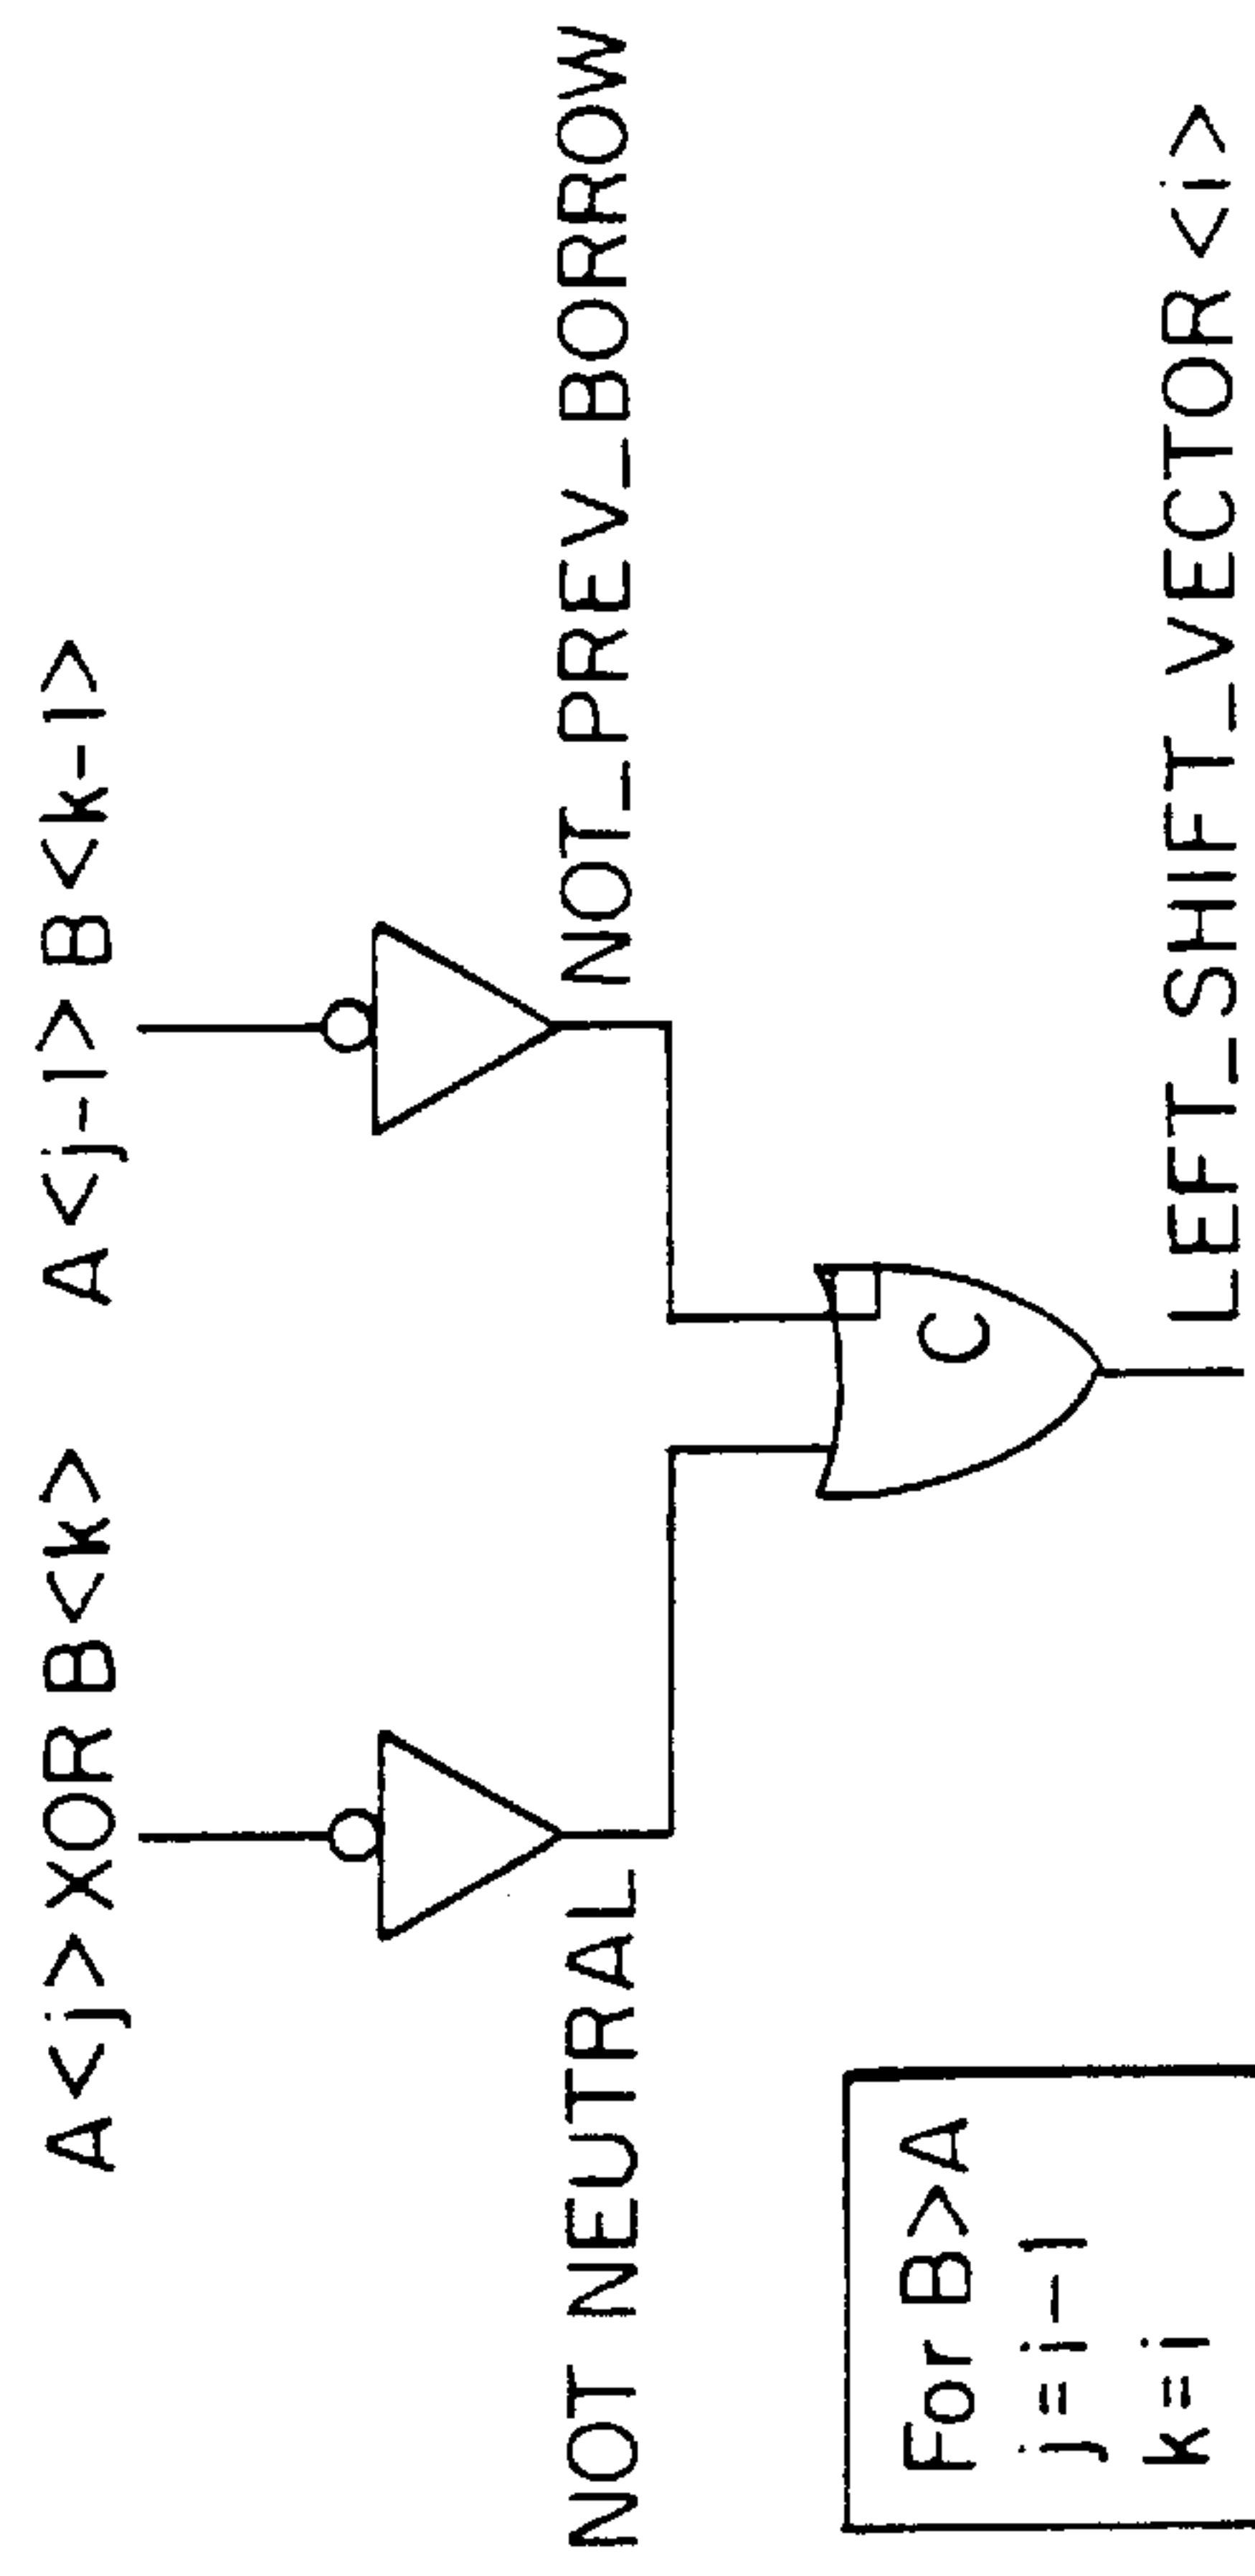 A<j>XOR B<k>
A<j-1>B<k-1>
NOT NEUTRAL
NOT_PREV_BORROW
For B>A
j=i-1
k=i
C
LEFT_SHIFT_VECTOR<i>